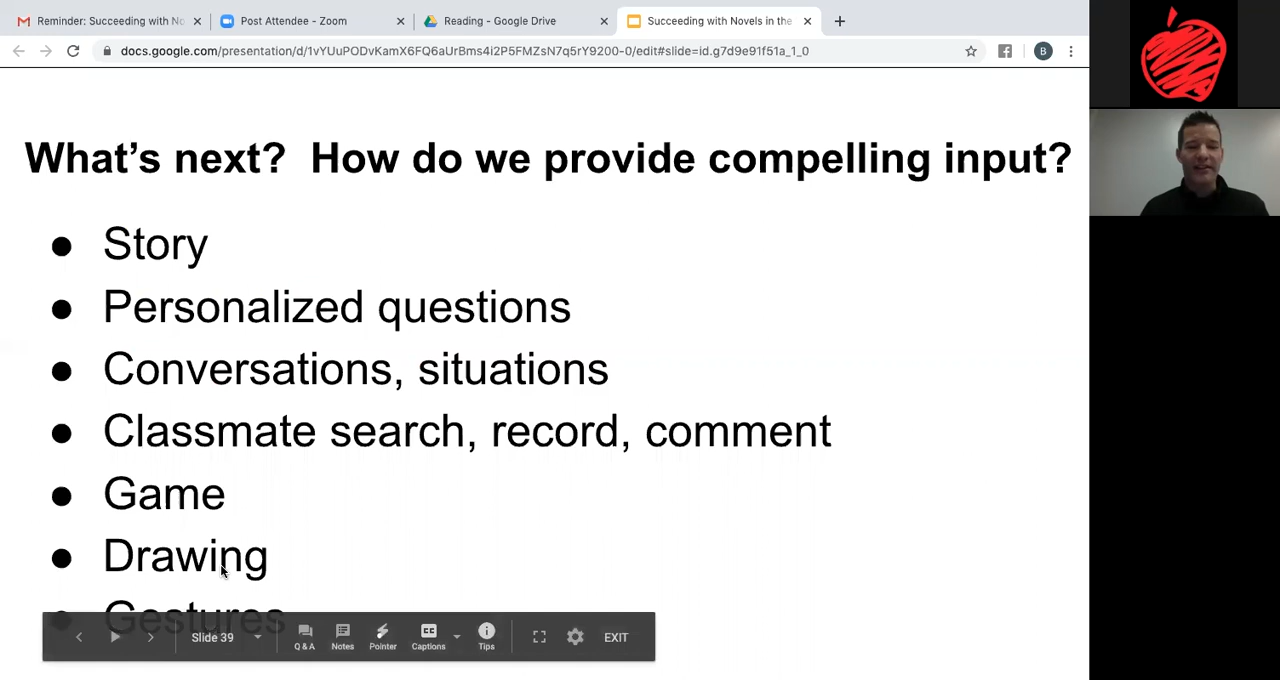 Reminder: Succeeding with No
Post Attendee - Zoom
Reading - Google Drive
Succeeding with Novels in the
docs.google.com/presentation/d/1vYUuPODvKamX6FQ6aUrBms4i2P5FMZsN7q5rY9200-0/edit#slide=id.g7d9e91f51a_1_0
B
What's next?  How do we provide compelling input?
● Story
● Personalized questions
● Conversations, situations
● Classmate search, record, comment
● Game
● Drawing
● Gestures
Slide 39
Q & A
Notes
Pointer
CC
Captions
Tips
EXIT